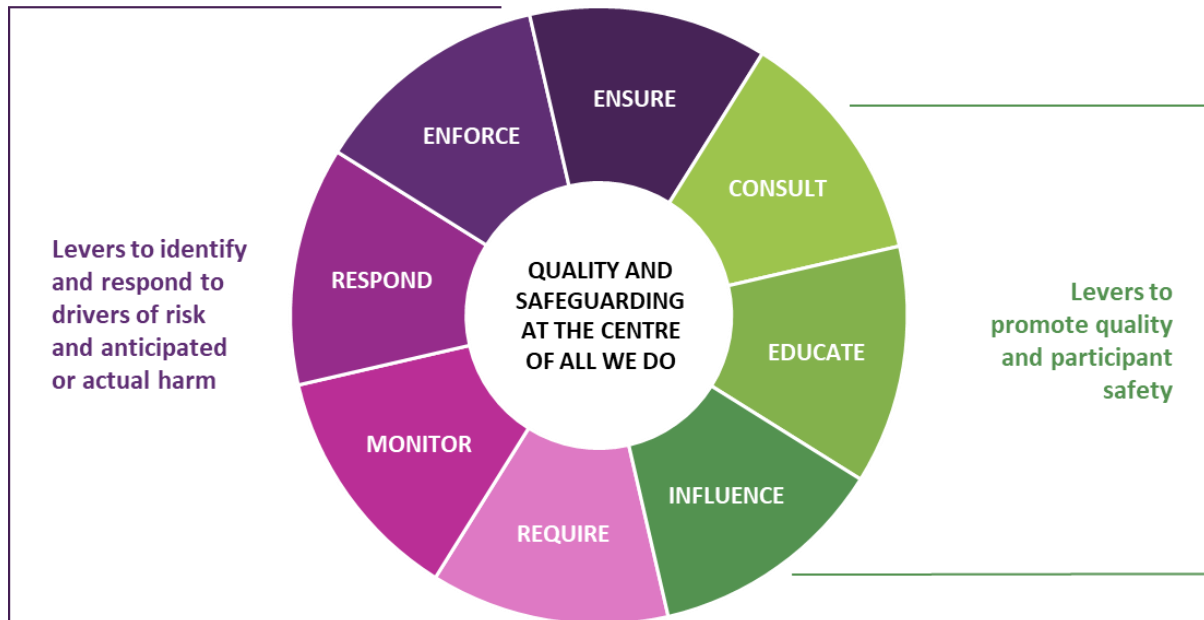 ENSURE
CONSULT
EDUCATE
INFLUENCE
REQUIRE
MONITOR
RESPOND
ENFORCE
QUALITY AND
SAFEGUARDING
AT THE CENTRE
OF ALL WE DO
Levers to identify
and respond to
drivers of risk
and anticipated
or actual harm
Levers to
promote quality
and participant
safety